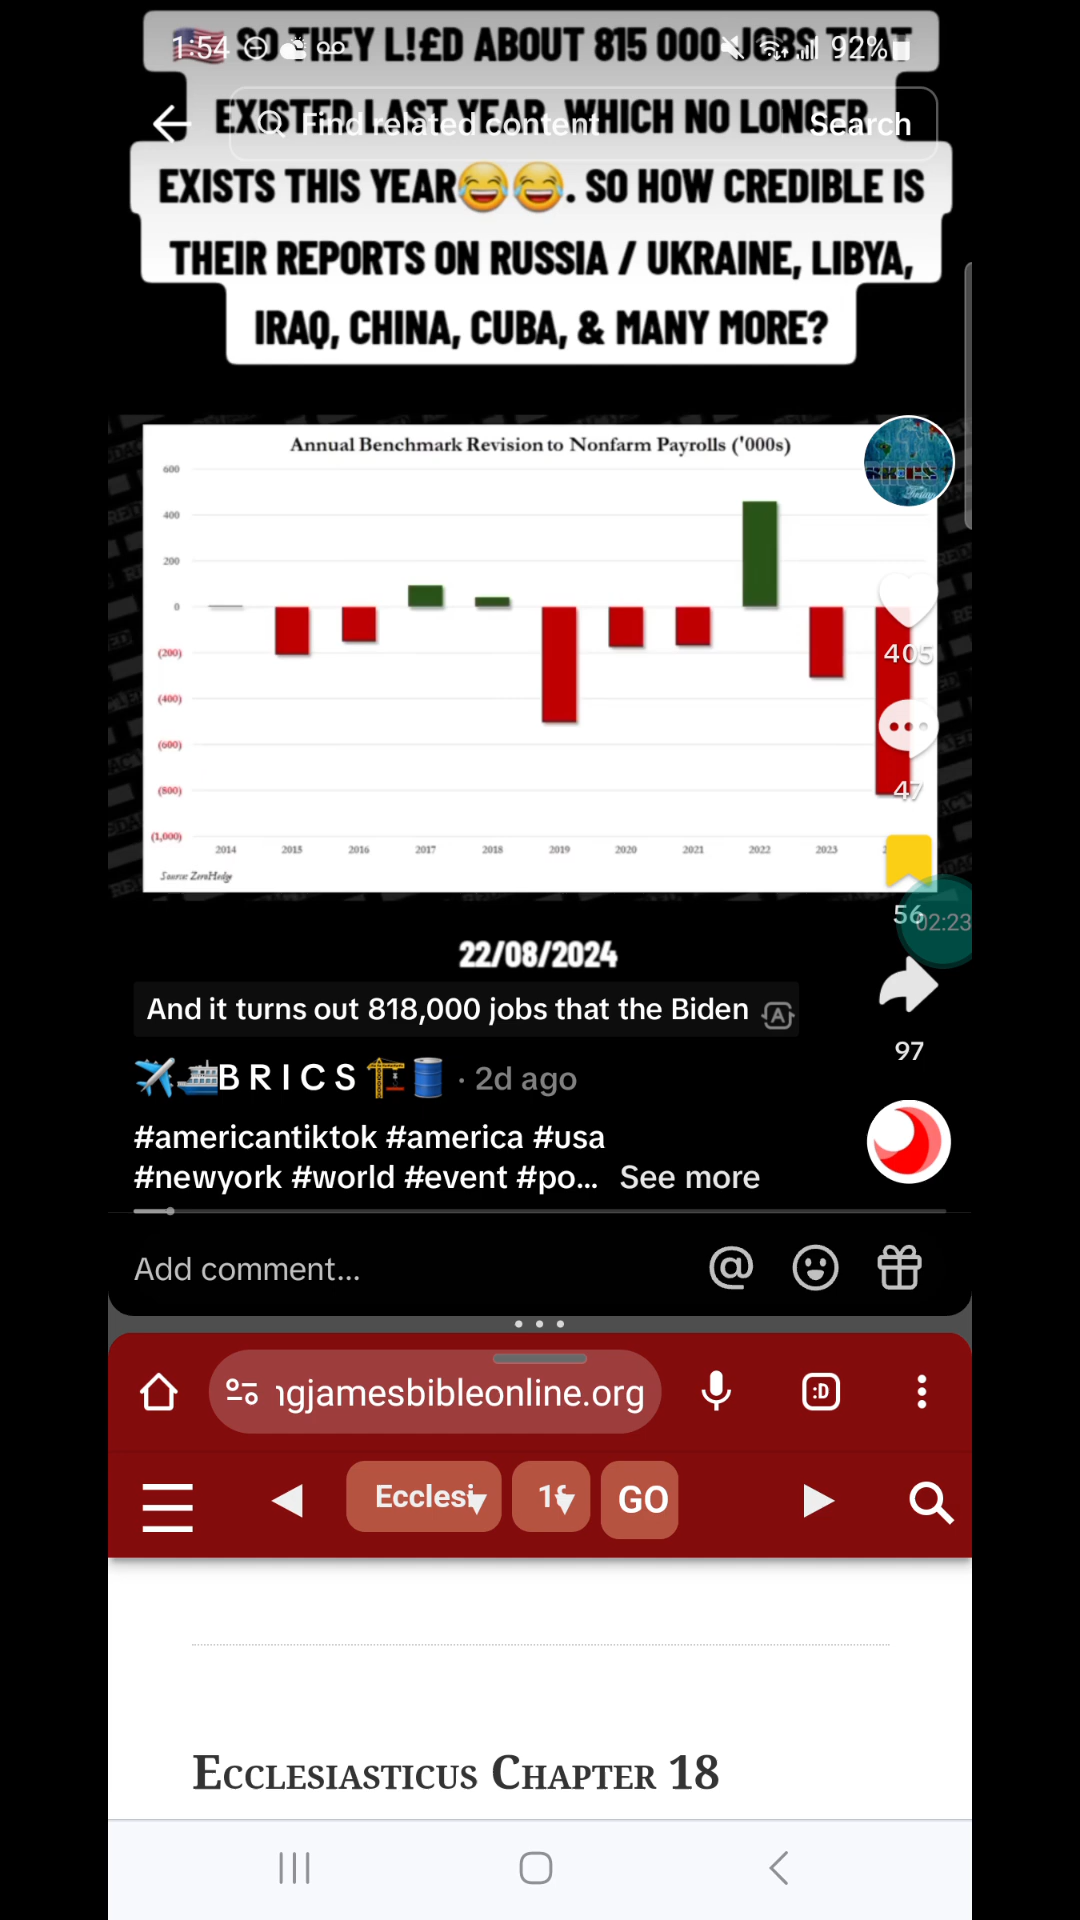 🇺🇸 SO THEY L!£D ABOUT 815 000 JOBS THAT
1:54 92%
EXISTED LAST YEAR, WHICH NO LONGER
Find related content Search
EXISTS THIS YEAR😂😂. SO HOW CREDIBLE IS
THEIR REPORTS ON RUSSIA / UKRAINE, LIBYA,
IRAQ, CHINA, CUBA, & MANY MORE?
Annual Benchmark Revision to Nonfarm Payrolls ('000s)
BRICS
600
400
200
0
(200)
(400)
(600)
(800)
(1,000)
2014 2015 2016 2017 2018 2019 2020 2021 2022 2023
Source: ZeroHedge
405
47
56
02:23
22/08/2024
And it turns out 818,000 jobs that the Biden
97
✈️🛳️B R I C S🏗️🛢️ · 2d ago
#americantiktok #america #usa
#newyork #world #event #po... See more
Add comment...
ngjamesbibleonline.org
:D
Ecclesi GO
Ecclesiasticus Chapter 18